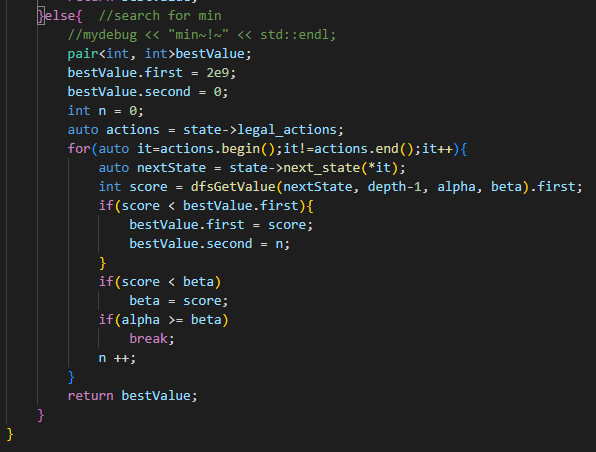 return bestValue;
}else{  //search for min
//mydebug << "min~!~" << std::endl;
pair<int, int>bestValue;
bestValue.first = 2e9;
bestValue.second = 0;
int n = 0;
auto actions = state->legal_actions;
for(auto it=actions.begin();it!=actions.end();it++){
auto nextState = state->next_state(*it);
int score = dfsGetValue(nextState, depth-1, alpha, beta).first;
if(score < bestValue.first){
bestValue.first = score;
bestValue.second = n;
}
if(score < beta)
beta = score;
if(alpha >= beta)
break;
n ++;
}
return bestValue;
}
}